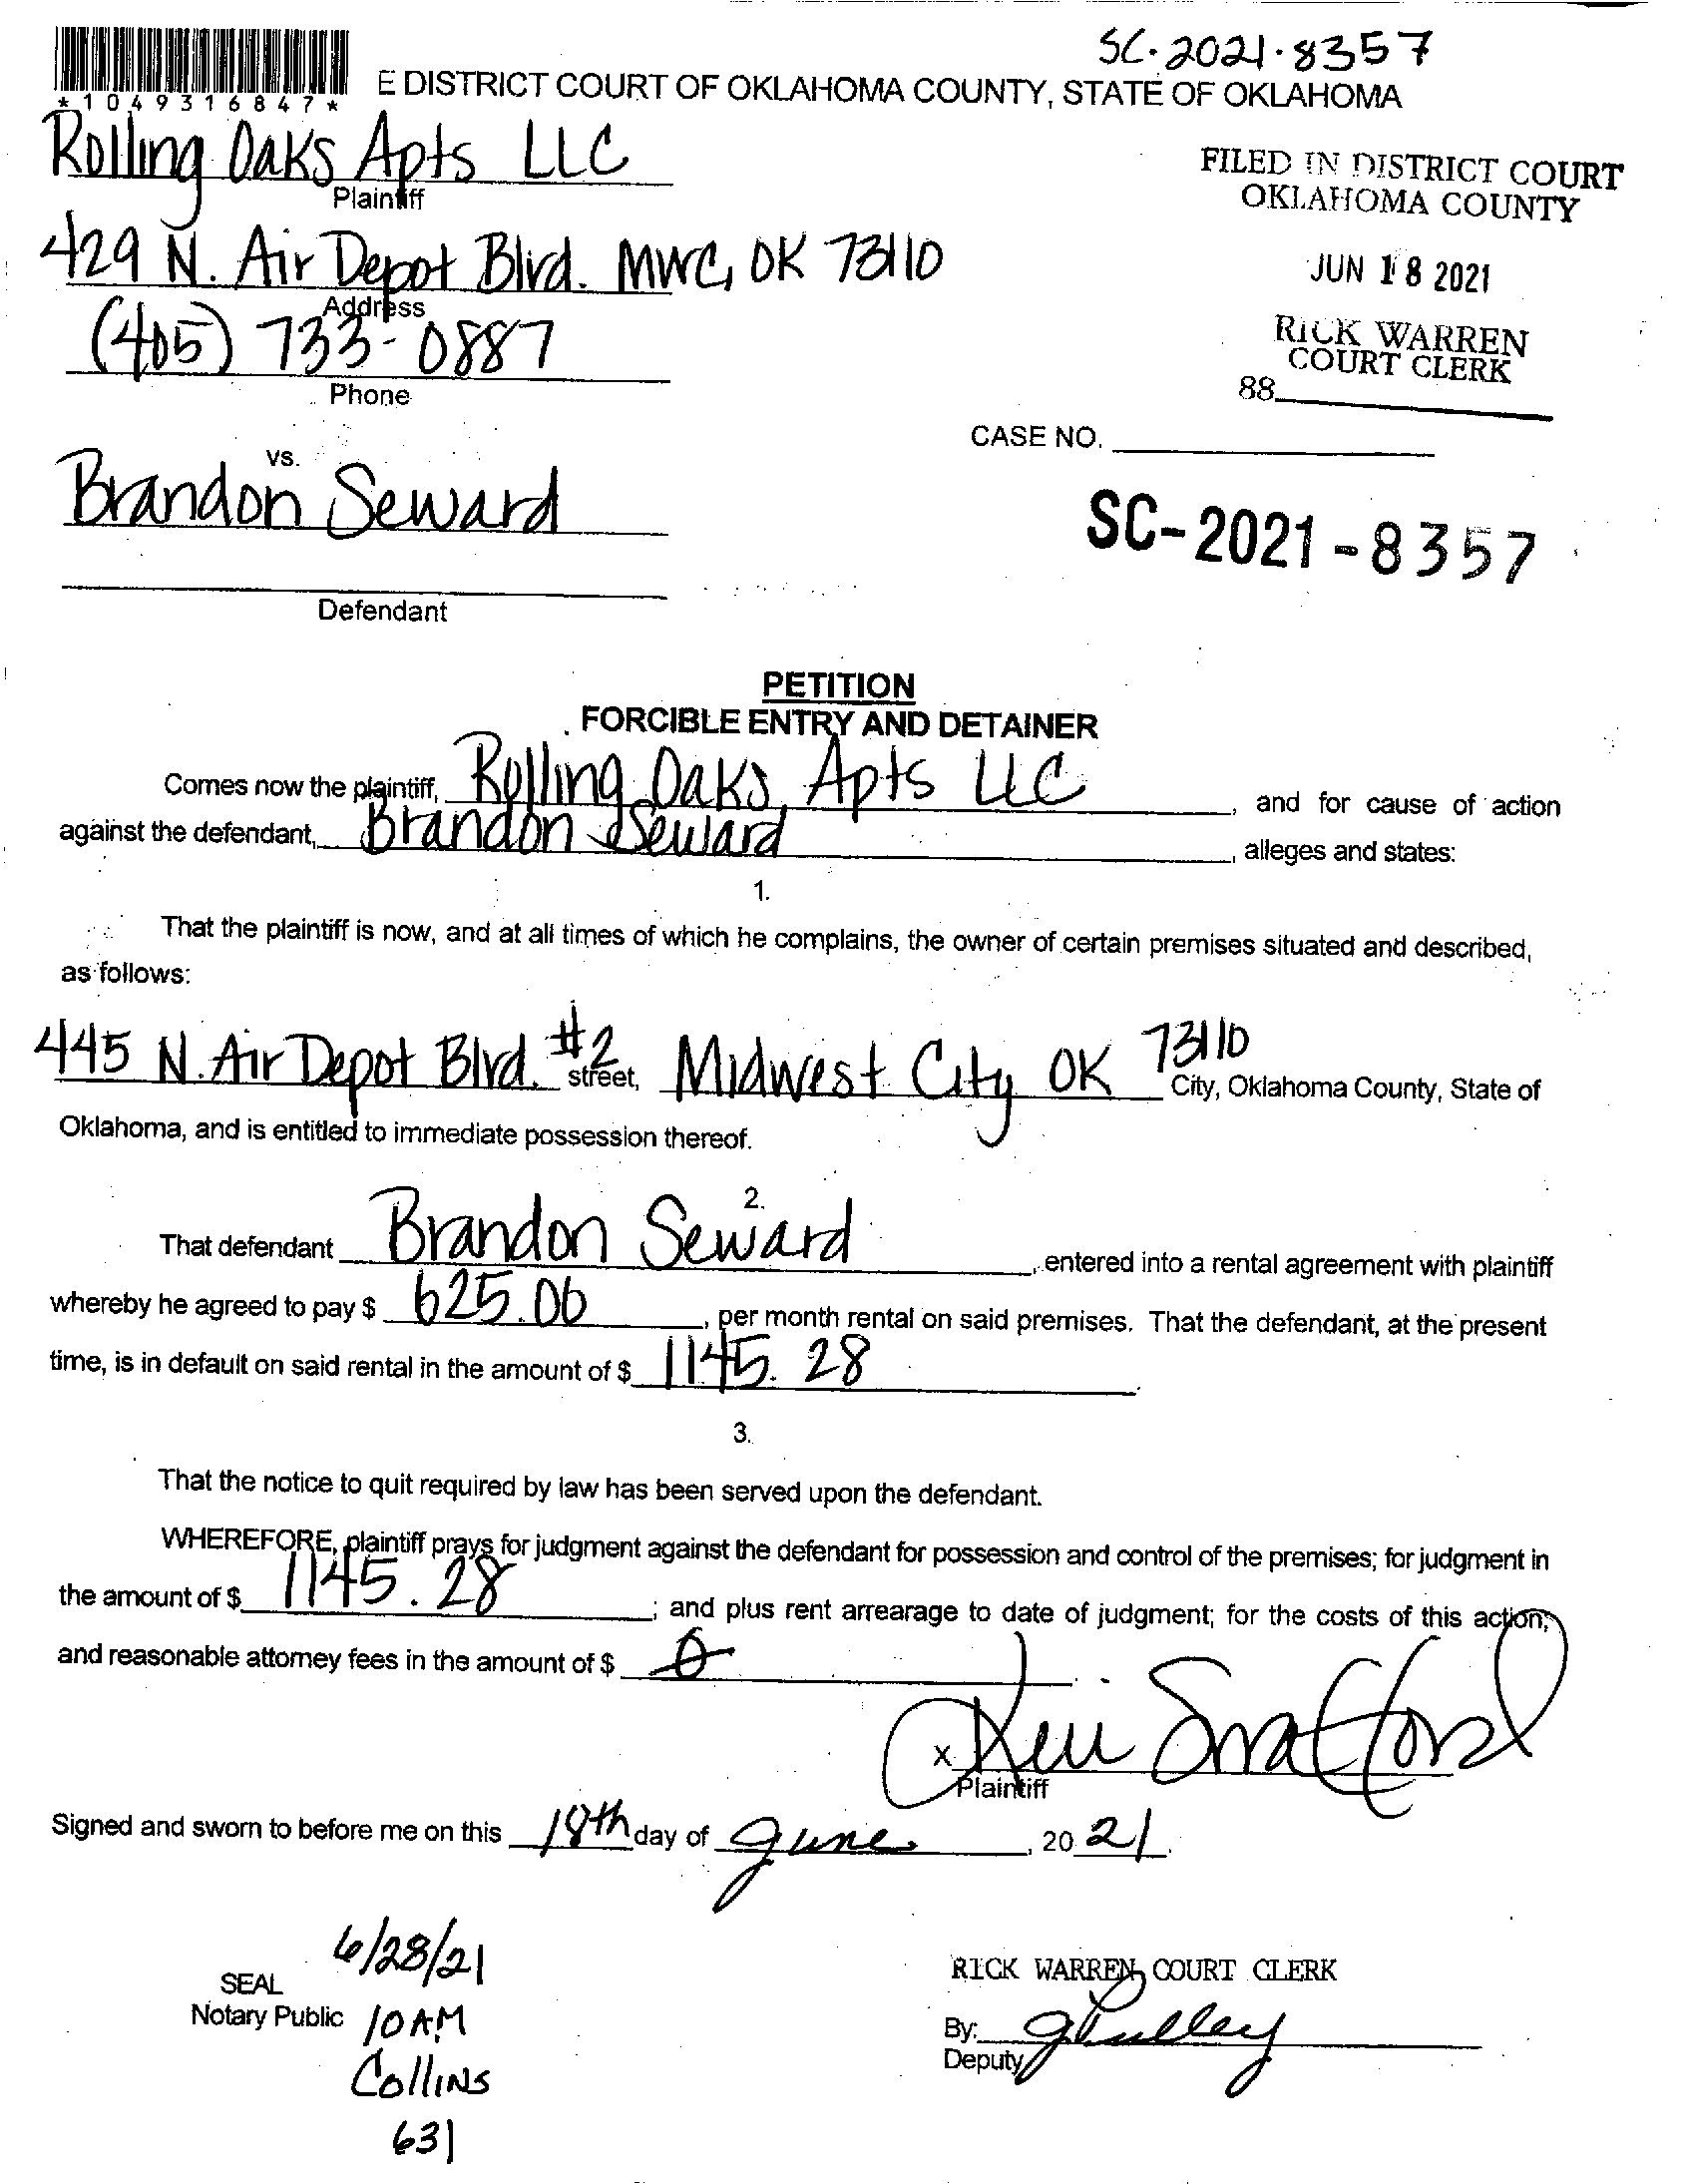 SC-2021-8357
*1049316847*
E DISTRICT COURT OF OKLAHOMA COUNTY, STATE OF OKLAHOMA
Rolling Oaks Apts LLC
Plaintiff
FILED IN DISTRICT COURT
OKLAHOMA COUNTY
429 N. Air Depot Blvd. MWC, OK 73110
Address
JUN 18 2021
(405) 733-0887
Phone
RICK WARREN
COURT CLERK
88
CASE NO.
vs.
Brandon Seward
SC-2021-8357
Defendant
PETITION
FORCIBLE ENTRY AND DETAINER
Comes now the plaintiff, Rolling Oaks Apts LLC, and for cause of action
against the defendant, Brandon Seward, alleges and states:
1.
That the plaintiff is now, and at all times of which he complains, the owner of certain premises situated and described,
as follows:
445 N. Air Depot Blvd. #2 street, Midwest City OK 73110 City, Oklahoma County, State of
Oklahoma, and is entitled to immediate possession thereof.
2.
That defendant Brandon Seward, entered into a rental agreement with plaintiff
whereby he agreed to pay $ 625.00, per month rental on said premises. That the defendant, at the present
time, is in default on said rental in the amount of $ 1145.28.
3.
That the notice to quit required by law has been served upon the defendant.
WHEREFORE, plaintiff prays for judgment against the defendant for possession and control of the premises; for judgment in
the amount of $ 1145.28; and plus rent arrearage to date of judgment; for the costs of this action;
and reasonable attorney fees in the amount of $ 0.
X
Plaintiff
Signed and sworn to before me on this 18th day of June, 2021.
6/28/21
SEAL
Notary Public 10 AM
Collins
631
RICK WARREN, COURT CLERK
By:
Deputy